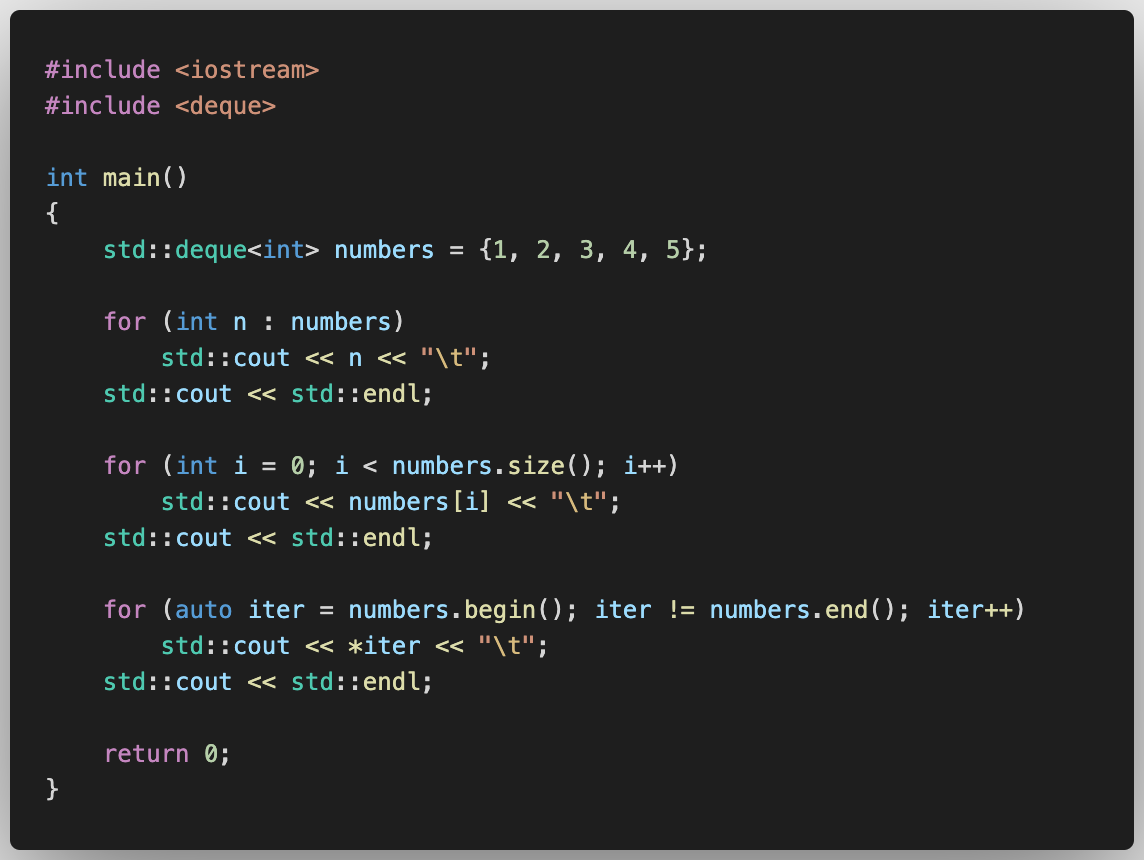 #include <iostream>
#include <deque>

int main()
{
    std::deque<int> numbers = {1, 2, 3, 4, 5};

    for (int n : numbers)
        std::cout << n << "\t";
    std::cout << std::endl;

    for (int i = 0; i < numbers.size(); i++)
        std::cout << numbers[i] << "\t";
    std::cout << std::endl;

    for (auto iter = numbers.begin(); iter != numbers.end(); iter++)
        std::cout << *iter << "\t";
    std::cout << std::endl;

    return 0;
}